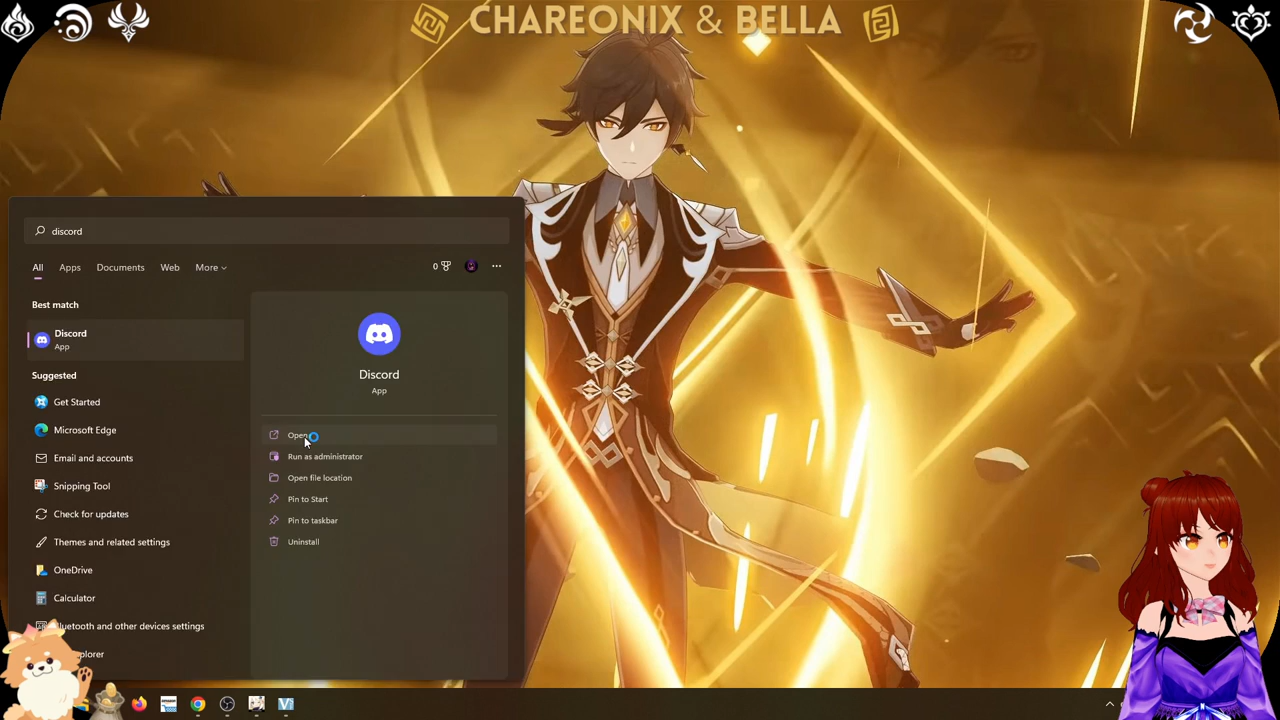 CHAREONIX & BELLA
discord
All
Apps
Documents
Web
More
0
Best match
Discord
App
Suggested
Get Started
Microsoft Edge
Email and accounts
Snipping Tool
Check for updates
Themes and related settings
OneDrive
Calculator
luetooth and other devices settings
plorer
Discord
App
Open
Run as administrator
Open file location
Pin to Start
Pin to taskbar
Uninstall